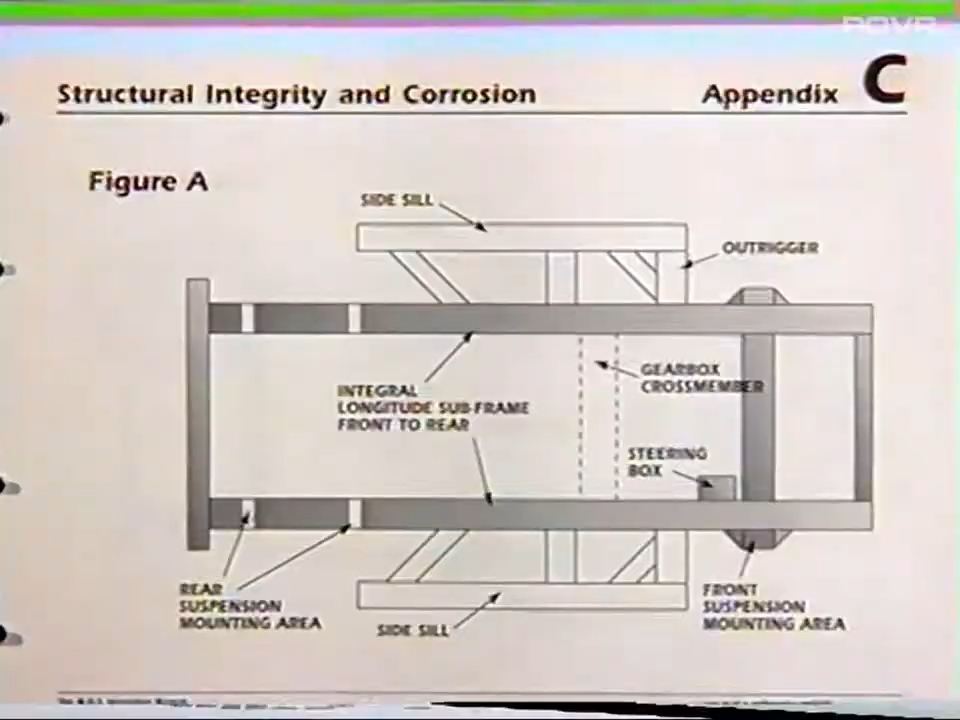 ROVR
Structural Integrity and Corrosion
Appendix C
Figure A
SIDE SILL
OUTRIGGER
GEARBOX
CROSSMEMBER
INTEGRAL
LONGITUDE SUB-FRAME
FRONT TO REAR
STEERING
BOX
REAR
SUSPENSION
MOUNTING AREA
FRONT
SUSPENSION
MOUNTING AREA
SIDE SILL